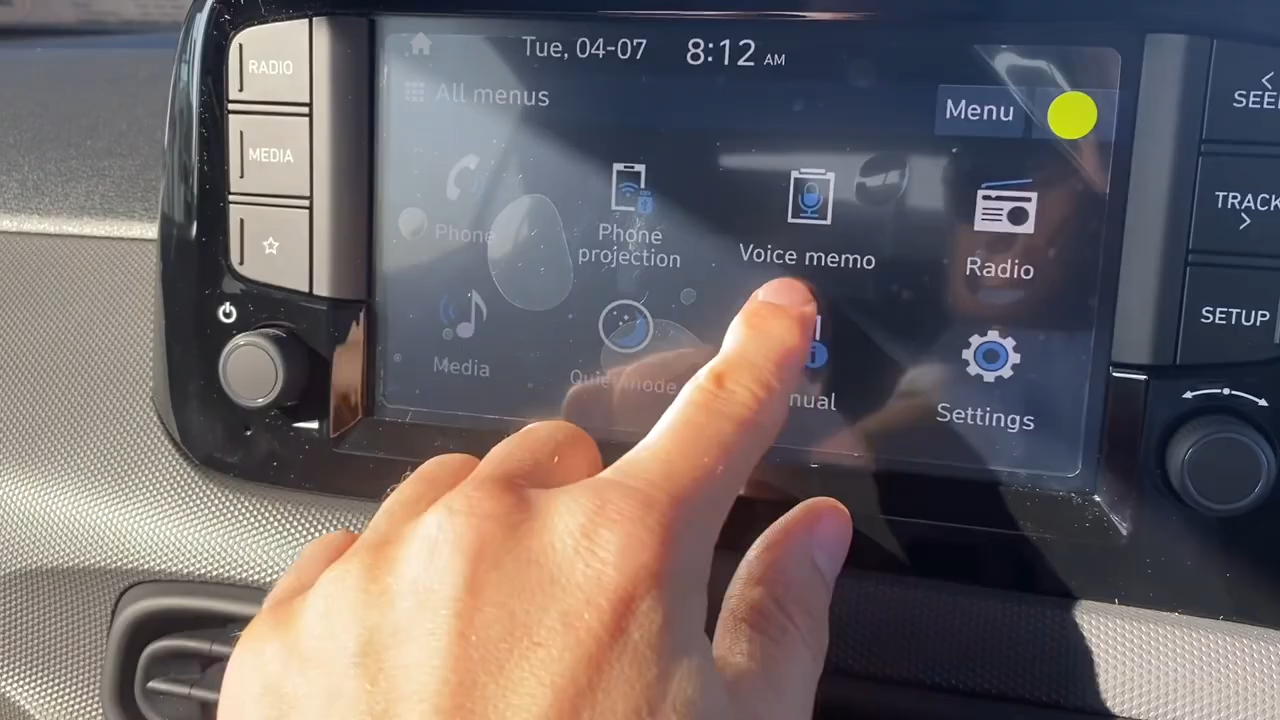 RADIO
MEDIA
Tue, 04-07 8:12 AM
All menus
Menu
Phone
Phone
projection
Voice memo
Radio
Media
Quiet mode
nual
Settings
SEE
TRACK
SETUP